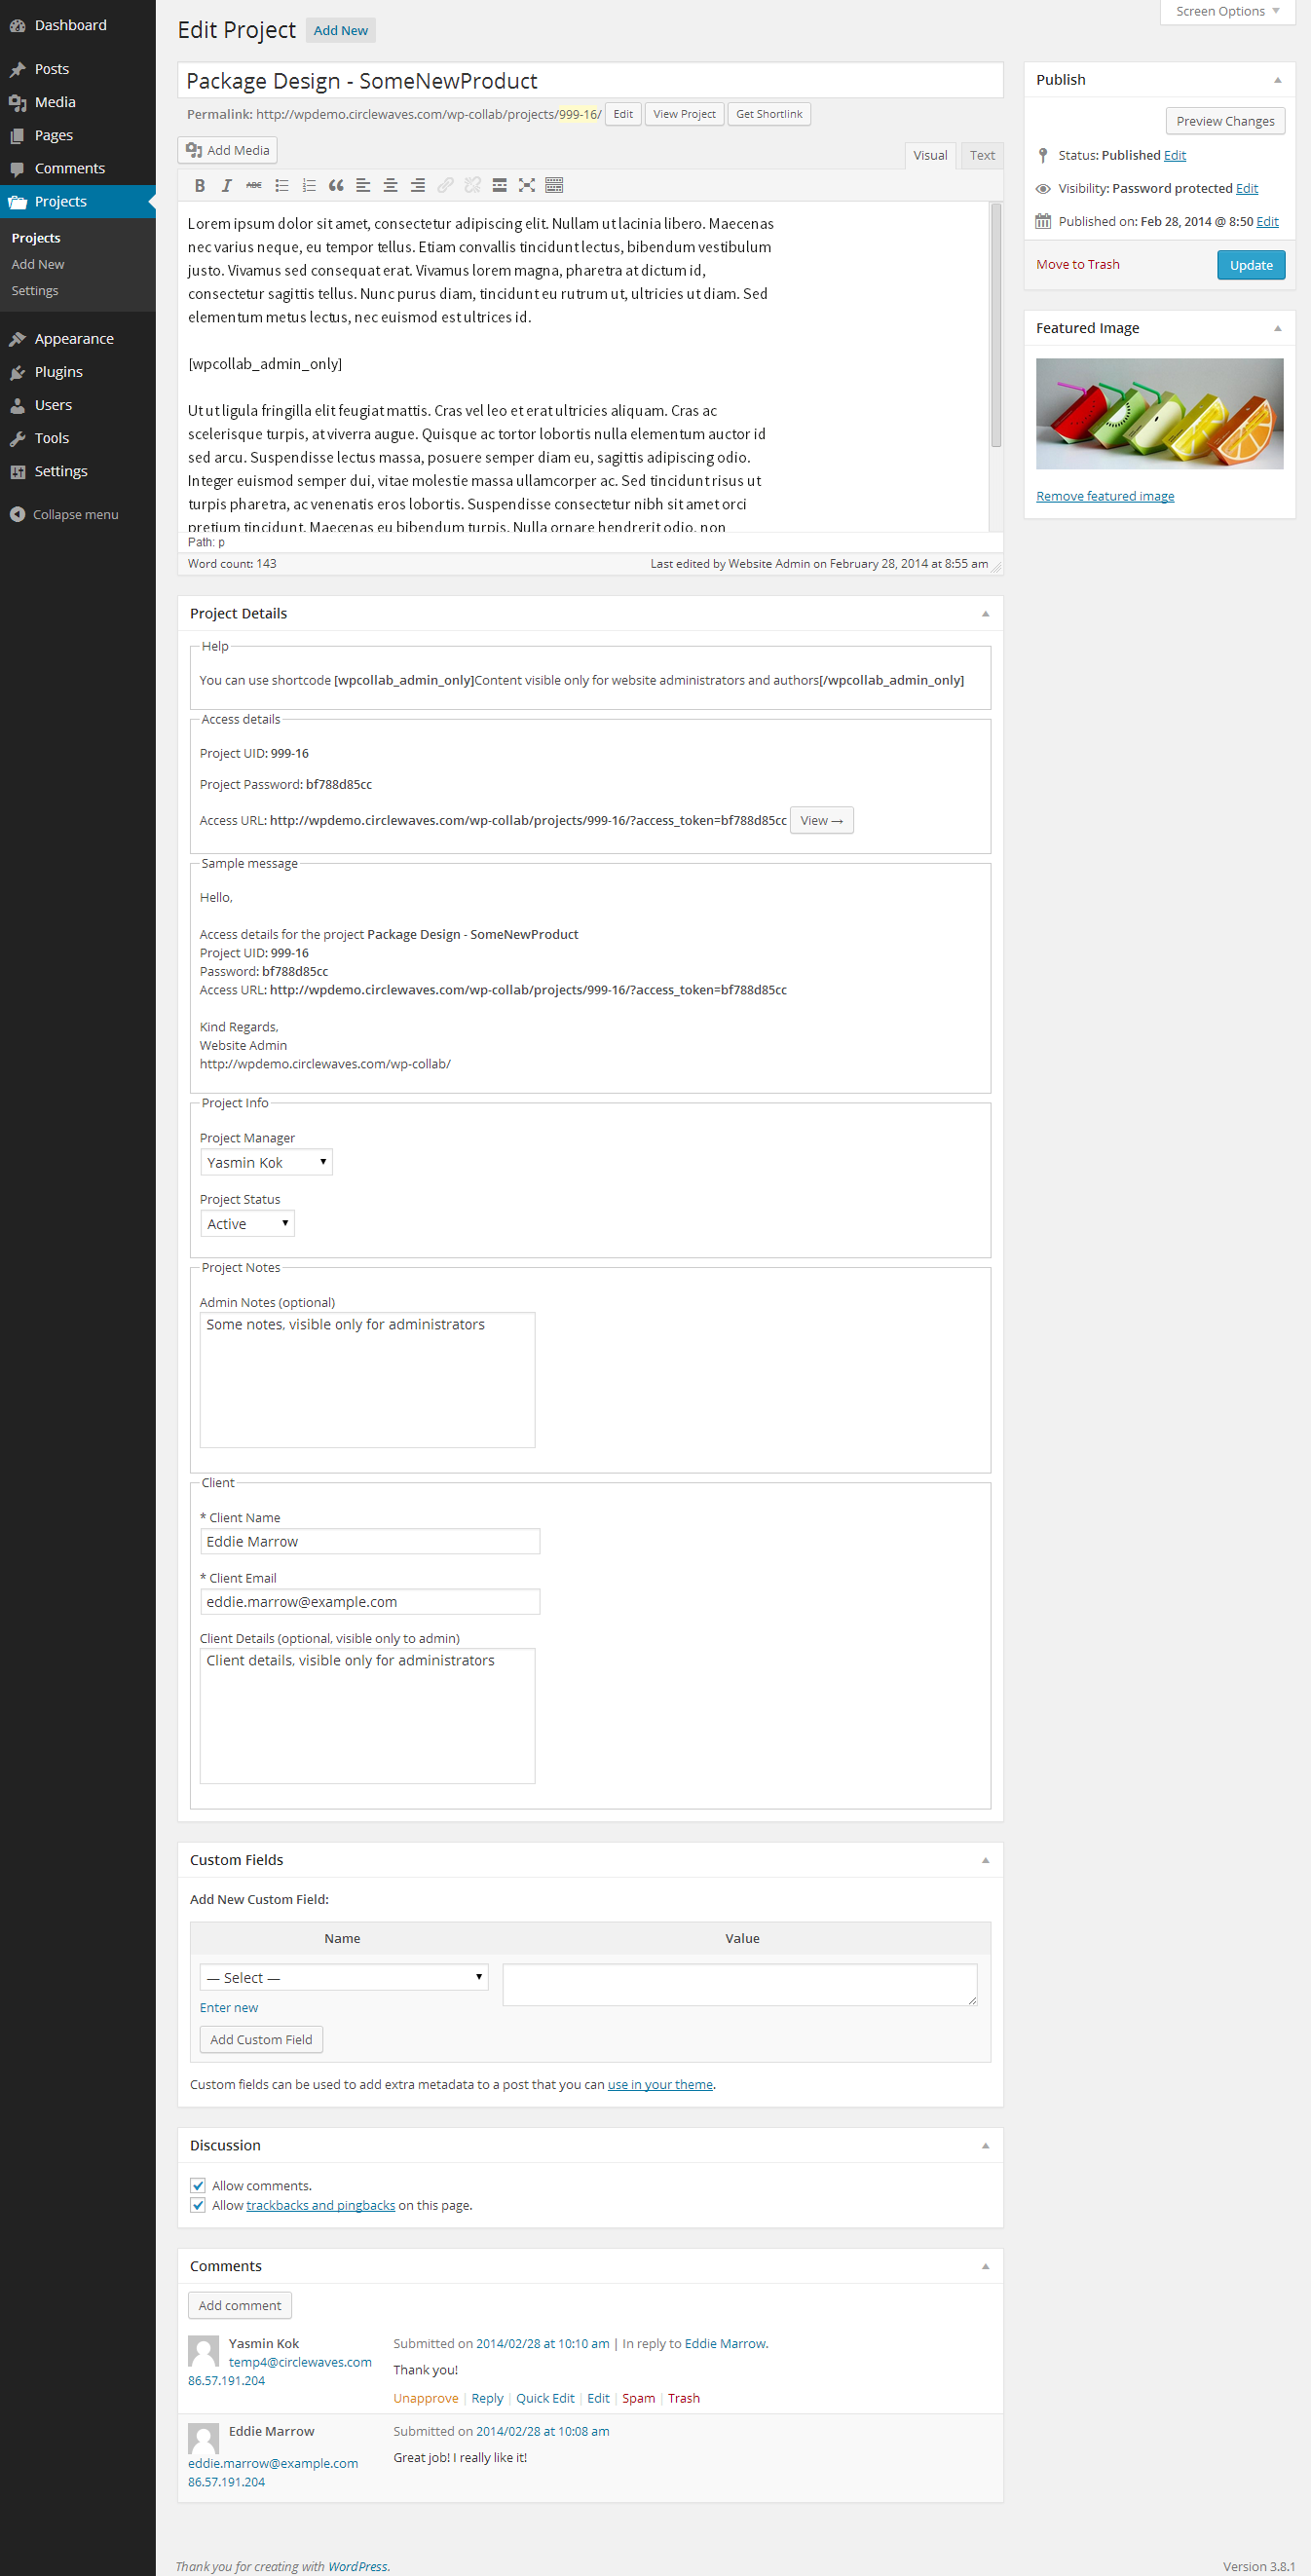 Dashboard
Posts
Media
Pages
Comments
Projects
Projects
Add New
Settings
Appearance
Plugins
Users
Tools
Settings
Collapse menu
Screen Options
Edit Project Add New
Package Design - SomeNewProduct
Permalink: http://wpdemo.circlewaves.com/wp-collab/projects/999-16/ Edit View Project Get Shortlink
Add Media
Visual Text
B I ABC
Lorem ipsum dolor sit amet, consectetur adipiscing elit. Nullam ut lacinia libero. Maecenas
nec varius neque, eu tempor tellus. Etiam convallis tincidunt lectus, bibendum vestibulum
justo. Vivamus sed consequat erat. Vivamus lorem magna, pharetra at dictum id,
consectetur sagittis tellus. Nunc purus diam, tincidunt eu rutrum ut, ultricies ut diam. Sed
elementum metus lectus, nec euismod est ultrices id.
[wpcollab_admin_only]
Ut ut ligula fringilla elit feugiat mattis. Cras vel leo et erat ultricies aliquam. Cras ac
scelerisque turpis, at viverra augue. Quisque ac tortor lobortis nulla elementum auctor id
sed arcu. Suspendisse lectus massa, posuere semper diam eu, sagittis adipiscing odio.
Integer euismod semper dui, vitae molestie massa ullamcorper ac. Sed tincidunt risus ut
turpis pharetra, ac venenatis eros lobortis. Suspendisse consectetur nibh sit amet orci
pretium tincidunt. Maecenas eu bibendum turpis. Nulla ornare hendrerit odio, non
Path: p
Word count: 143 Last edited by Website Admin on February 28, 2014 at 8:55 am
Project Details
Help
You can use shortcode [wpcollab_admin_only]Content visible only for website administrators and authors[/wpcollab_admin_only]
Access details
Project UID: 999-16
Project Password: bf788d85cc
Access URL: http://wpdemo.circlewaves.com/wp-collab/projects/999-16/?access_token=bf788d85cc View →
Sample message
Hello,
Access details for the project Package Design - SomeNewProduct
Project UID: 999-16
Password: bf788d85cc
Access URL: http://wpdemo.circlewaves.com/wp-collab/projects/999-16/?access_token=bf788d85cc
Kind Regards,
Website Admin
http://wpdemo.circlewaves.com/wp-collab/
Project Info
Project Manager
Yasmin Kok
Project Status
Active
Project Notes
Admin Notes (optional)
Some notes, visible only for administrators
Client
* Client Name
Eddie Marrow
* Client Email
eddie.marrow@example.com
Client Details (optional, visible only to admin)
Client details, visible only for administrators
Custom Fields
Add New Custom Field:
Name Value
— Select —
Enter new
Add Custom Field
Custom fields can be used to add extra metadata to a post that you can use in your theme.
Discussion
Allow comments.
Allow trackbacks and pingbacks on this page.
Comments
Add comment
Yasmin Kok
temp4@circlewaves.com
86.57.191.204
Submitted on 2014/02/28 at 10:10 am | In reply to Eddie Marrow.
Thank you!
Unapprove | Reply | Quick Edit | Edit | Spam | Trash
Eddie Marrow
eddie.marrow@example.com
86.57.191.204
Submitted on 2014/02/28 at 10:08 am
Great job! I really like it!
Publish
Preview Changes
Status: Published Edit
Visibility: Password protected Edit
Published on: Feb 28, 2014 @ 8:50 Edit
Move to Trash Update
Featured Image
Remove featured image
Thank you for creating with WordPress. Version 3.8.1